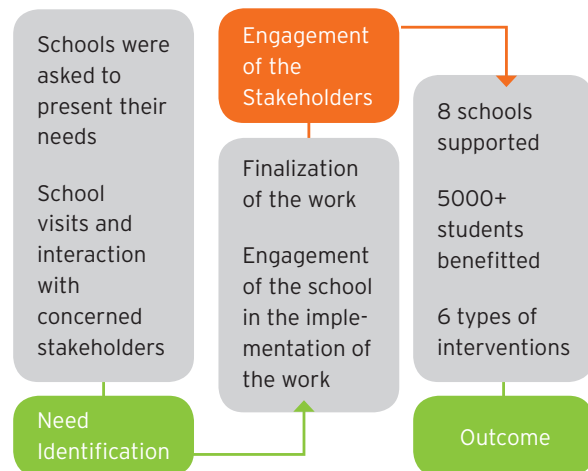 Schools were
asked to
present their
needs
School
visits and
interaction
with
concerned
stakeholders
Need
Identification
Engagement
of the
Stakeholders
Finalization
of the work
Engagement
of the school
in the imple-
mentation of
the work
8 schools
supported
5000+
students
benefitted
6 types of
interventions
Outcome